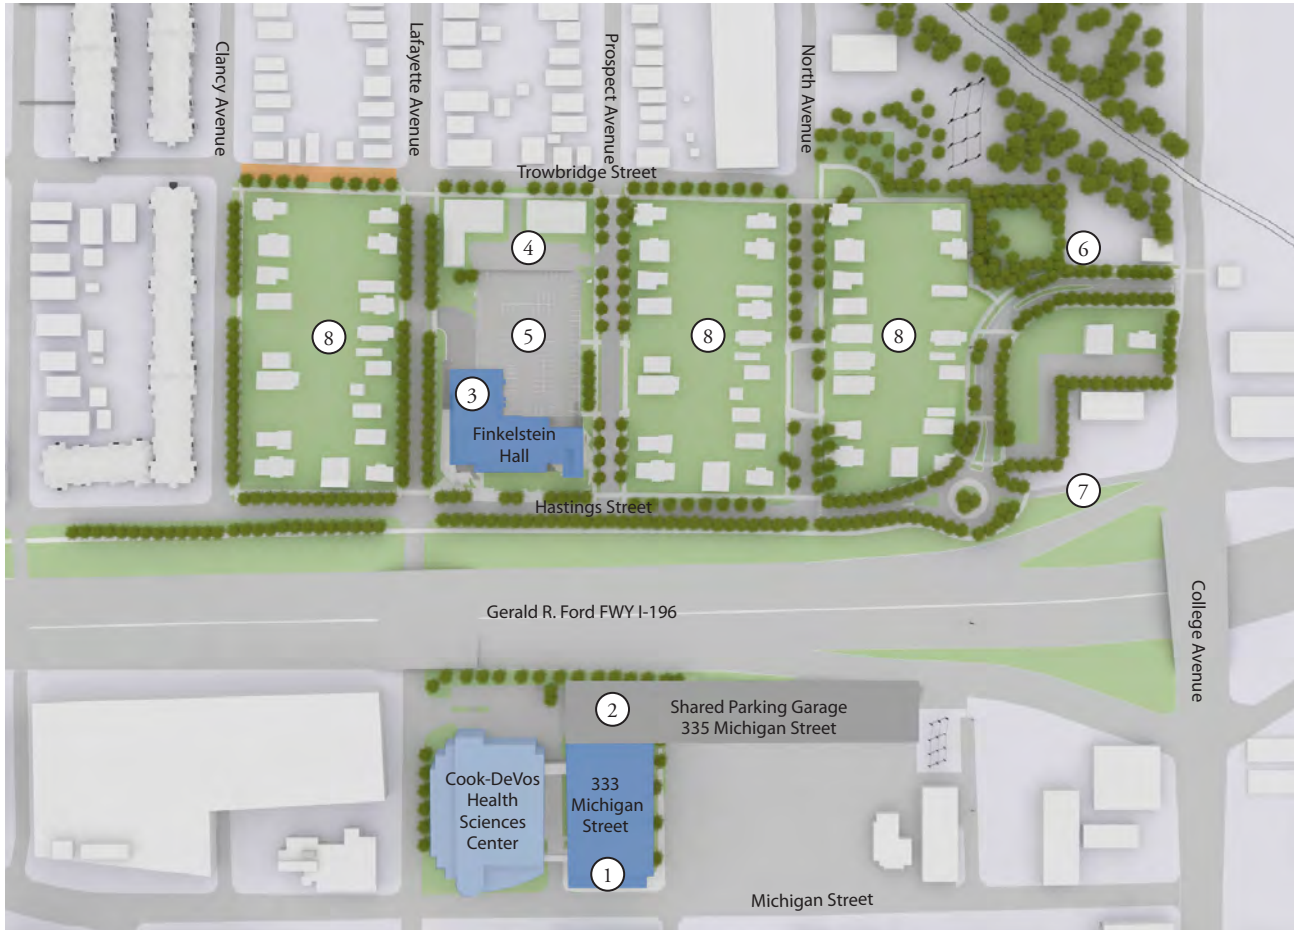 Clancy Avenue
Lafayette Avenue
Prospect Avenue
North Avenue
Trowbridge Street
4
6
8
5
8
8
3
Finkelstein
Hall
7
Hastings Street
Gerald R. Ford FWY I-196
College Avenue
2
Shared Parking Garage
335 Michigan Street
Cook-DeVos
Health
Sciences
Center
333
Michigan
Street
1
Michigan Street